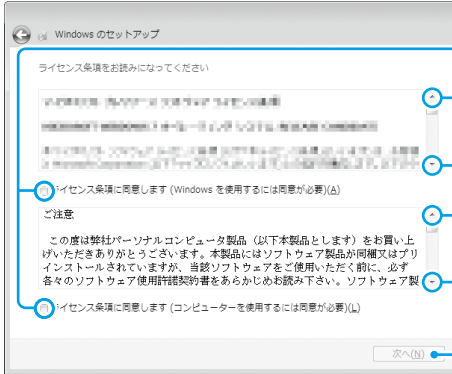 Windows のセットアップ
ライセンス条項をお読みになってください
イセンス条項に同意します (Windows を使用するには同意が必要)(A)
ご注意
この度は弊社パーソナルコンピュータ製品（以下本製品とします）をお買い上
げいただきありがとうございます。本製品にはソフトウェア製品が同梱又はプリ
インストールされていますが、当該ソフトウェアをご使用いただく前に、必ず
各々のソフトウェア使用許諾契約書をあらかじめお読み下さい。ソフトウェア製
イセンス条項に同意します (コンピューターを使用するには同意が必要)(L)
次へ(N)